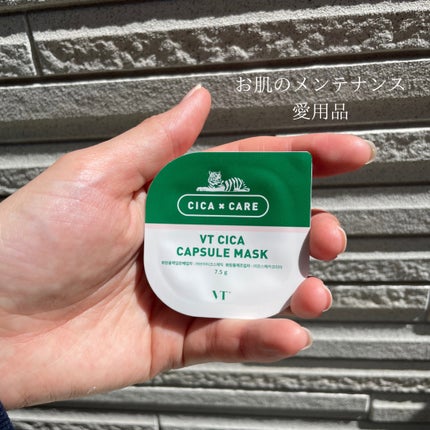 お肌のメンテナンス
愛用品
CICA × CARE
VT CICA
CAPSULE MASK
7.5 g
VT